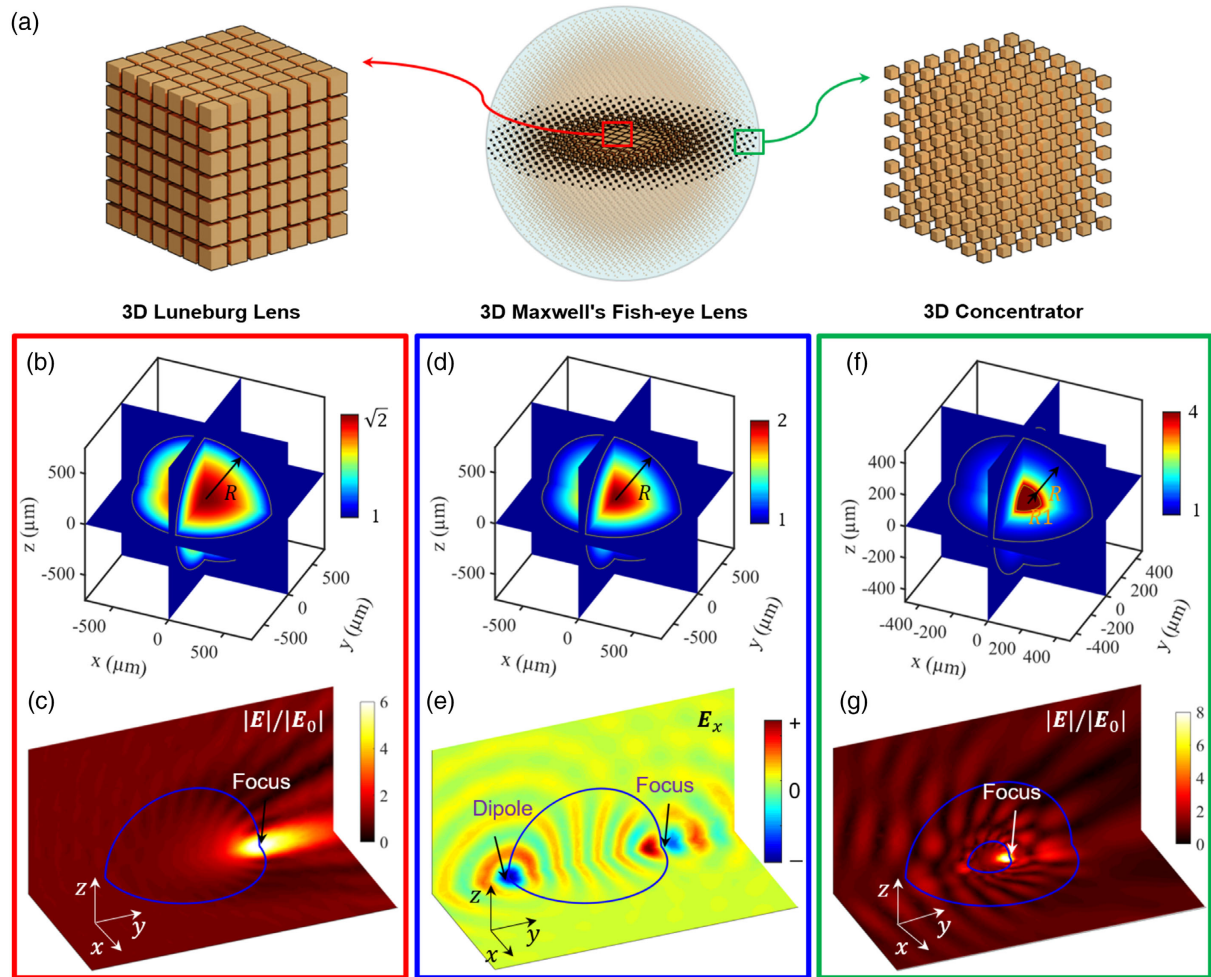 (a)
3D Luneburg Lens
3D Maxwell's Fish-eye Lens
3D Concentrator
(b)
√2
1
R
500
0
-500
z (μm)
-500
0
500
x (μm)
500
0
-500
y (μm)
(d)
2
1
R
500
0
-500
z (μm)
-500
0
500
x (μm)
500
0
-500
y (μm)
(f)
4
1
R
R1
400
200
0
-200
-400
z (μm)
-400
-200
0
200
400
x (μm)
400
200
0
-200
-400
y (μm)
(c)
|E|/|E₀|
6
4
2
0
Focus
z
y
x
(e)
Eₓ
+
0
−
Dipole
Focus
z
y
x
(g)
|E|/|E₀|
8
6
4
2
0
Focus
z
y
x